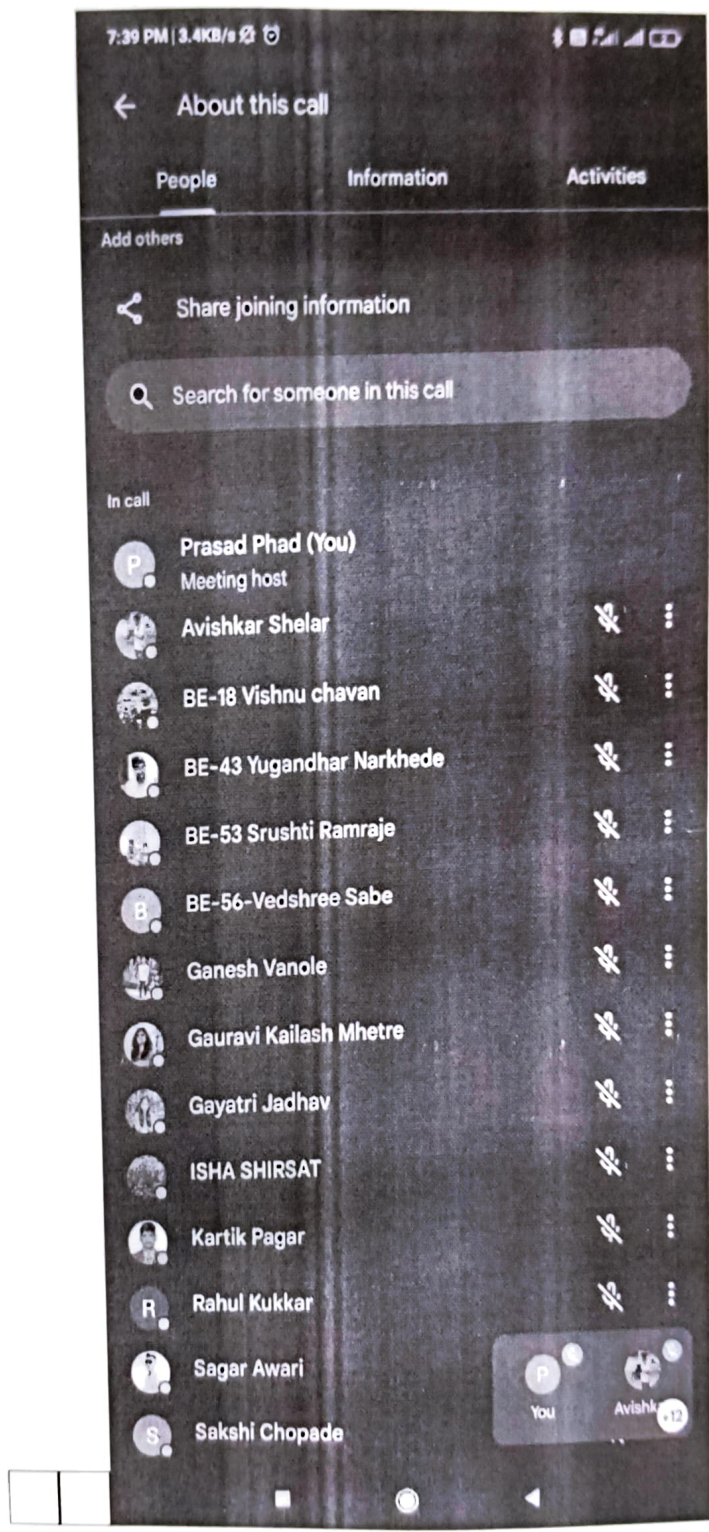 7:39 PM | 3.4KB/s
About this call
People Information Activities
Add others
Share joining information
Search for someone in this call
In call
P Prasad Phad (You)
Meeting host
Avishkar Shelar
BE-18 Vishnu chavan
BE-43 Yugandhar Narkhede
BE-53 Srushti Ramraje
B BE-56-Vedshree Sabe
Ganesh Vanole
Gauravi Kailash Mhetre
Gayatri Jadhav
ISHA SHIRSAT
Kartik Pagar
R Rahul Kukkar
Sagar Awari
P
You Avishk +12
S Sakshi Chopade